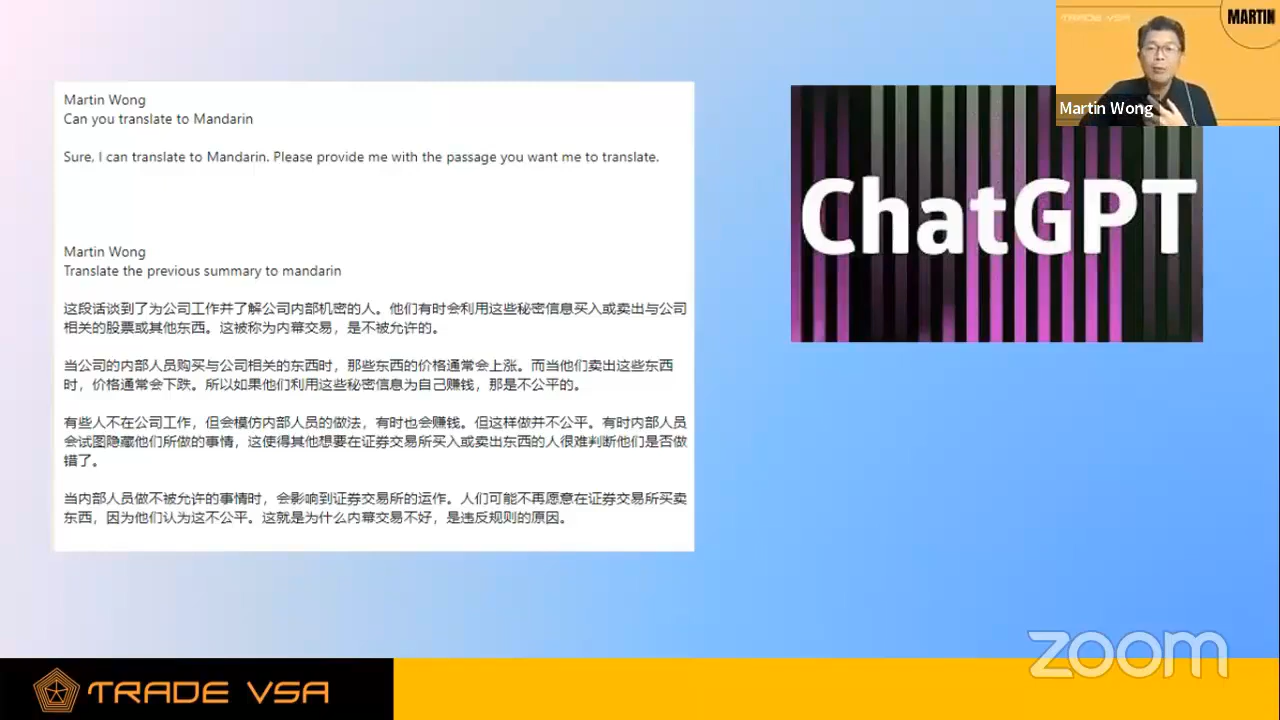 TRADE VSA
MARTIN
Martin Wong
Martin Wong
Can you translate to Mandarin
Sure, I can translate to Mandarin. Please provide me with the passage you want me to translate.
Martin Wong
Translate the previous summary to mandarin
这段话谈到了为公司工作并了解公司内部机密的人。他们有时会利用这些秘密信息买入或卖出与公司
相关的股票或其他东西。这被称为内幕交易，是不被允许的。
当公司的内部人员购买与公司相关的东西时，那些东西的价格通常会上涨。而当他们卖出这些东西
时，价格通常会下跌。所以如果他们利用这些秘密信息为自己赚钱，那是不公平的。
有些人不在公司工作，但会模仿内部人员的做法，有时也会赚钱。但这样做并不公平。有时内部人员
会试图隐藏他们所做的事情，这使得其他想要在证券交易所买入或卖出东西的人很难判断他们是否做
错了。
当内部人员做不被允许的事情时，会影响到证券交易所的运作。人们可能不再愿意在证券交易所买卖
东西，因为他们认为这不公平。这就是为什么内幕交易不好，是违反规则的原因。
ChatGPT
zoom
TRADE VSA